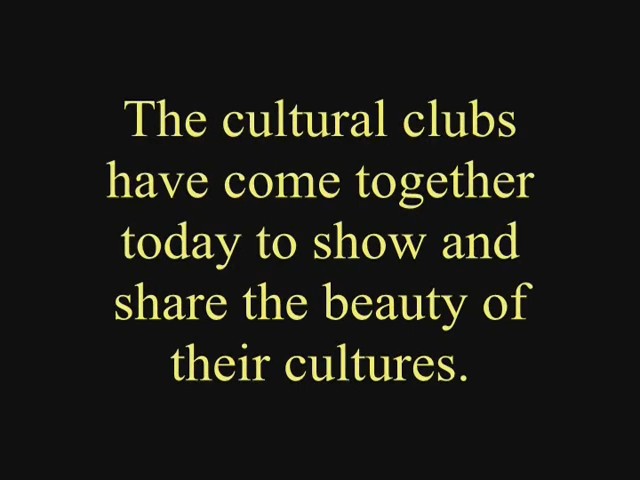 The cultural clubs
have come together
today to show and
share the beauty of
their cultures.